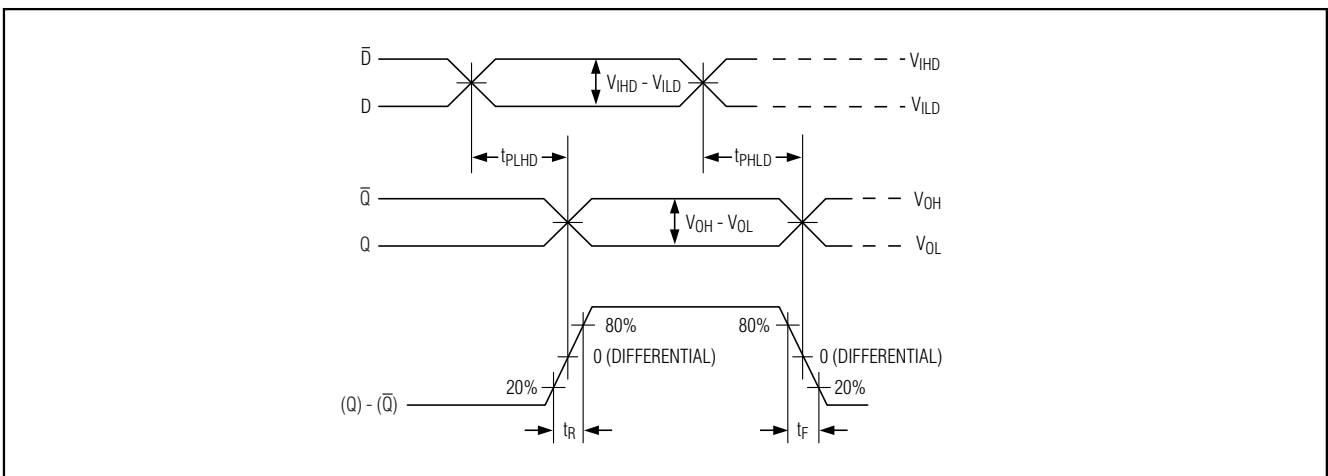 D̅
V_IHD
V_IHD - V_ILD
D
V_ILD
t_PLHD
t_PHLD
Q̅
V_OH
V_OH - V_OL
Q
V_OL
80%
80%
0 (DIFFERENTIAL)
0 (DIFFERENTIAL)
20%
20%
(Q) - (Q̅)
t_R
t_F